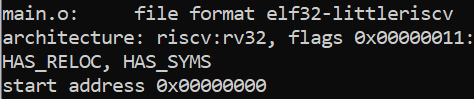 main.o:     file format elf32-littleriscv
architecture: riscv:rv32, flags 0x00000011:
HAS_RELOC, HAS_SYMS
start address 0x00000000